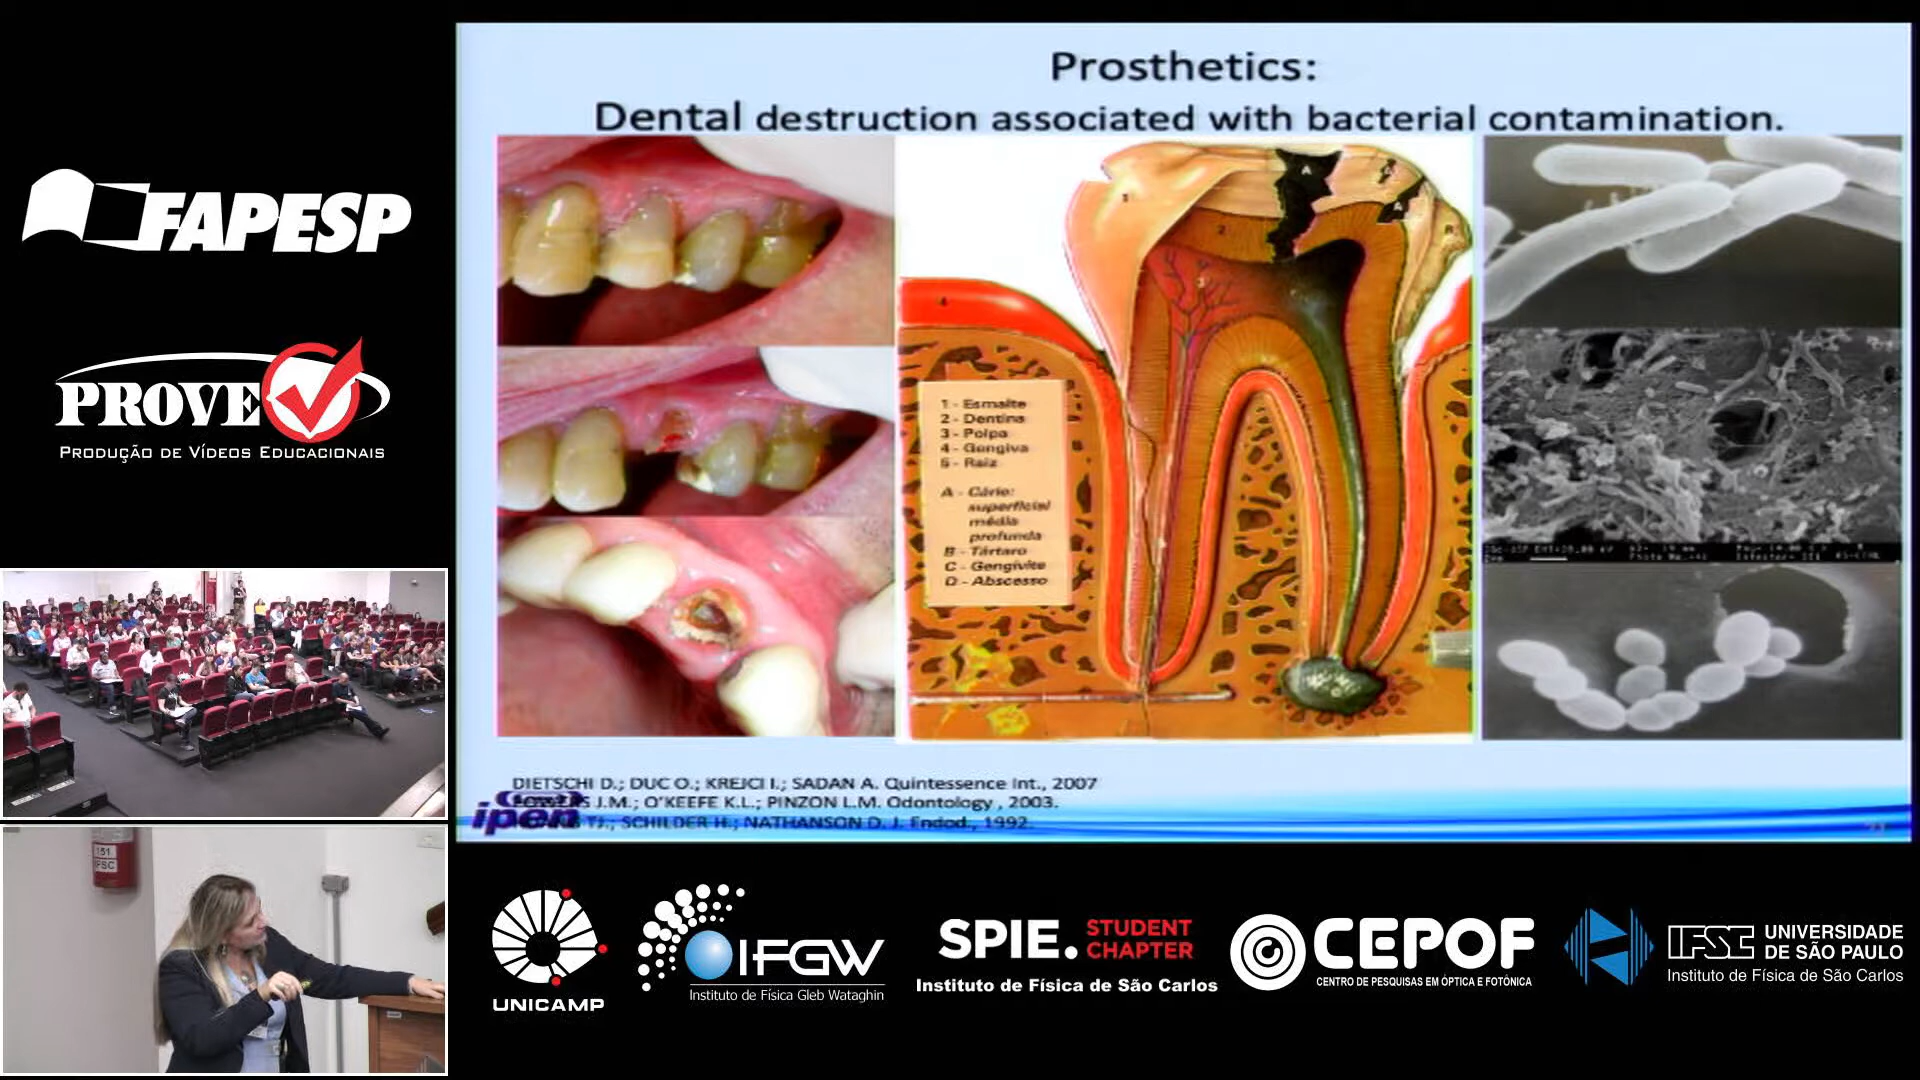 FAPESP
PROVE
PRODUÇÃO DE VÍDEOS EDUCACIONAIS
Prosthetics:
Dental destruction associated with bacterial contamination.
1 - Esmalte
2 - Dentina
3 - Polpa
4 - Gengiva
5 - Raiz
A - Cárie:
superficial
média
profunda
B - Tártaro
C - Gengivite
D - Abscesso
DIETSCHI D.; DUC O.; KREJCI I.; SADAN A. Quintessence Int., 2007
J.M.; O'KEEFE K.L.; PINZON L.M. Odontology , 2003.
ipen
SCHILDER H.; NATHANSON D. J. Endod., 1992.
151
IFSC
UNICAMP
IFGW
Instituto de Física Gleb Wataghin
SPIE. STUDENT CHAPTER
Instituto de Física de São Carlos
CEPOF
CENTRO DE PESQUISAS EM ÓPTICA E FOTÔNICA
IFSC UNIVERSIDADE DE SÃO PAULO
Instituto de Física de São Carlos